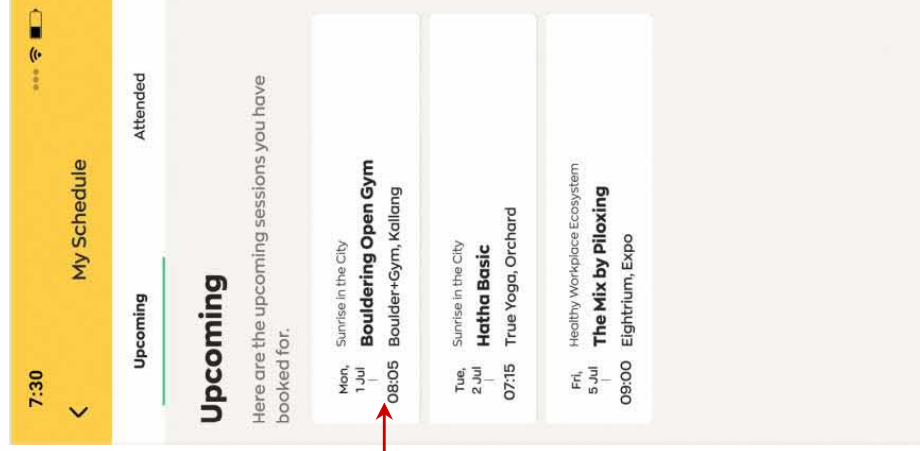 7:30
My Schedule
Upcoming
Attended
Upcoming
Here are the upcoming sessions you have
booked for.
Mon,
1 Jul
08:05
Sunrise in the City
Bouldering Open Gym
Boulder+Gym, Kallang
Tue,
2 Jul
07:15
Sunrise in the City
Hatha Basic
True Yoga, Orchard
Fri,
5 Jul
09:00
Healthy Workplace Ecosystem
The Mix by Piloxing
Eightrium, Expo